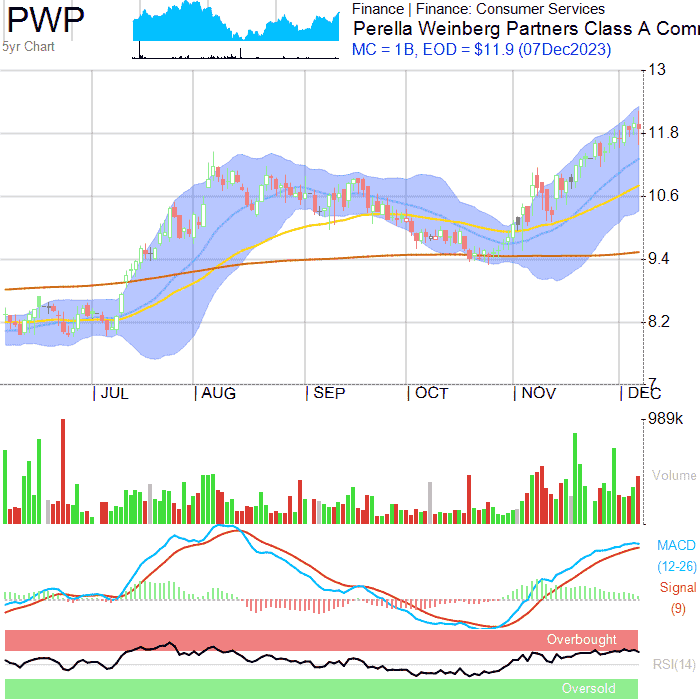 PWP
5yr Chart
Finance | Finance: Consumer Services
Perella Weinberg Partners Class A Com
MC = 1B, EOD = $11.9 (07Dec2023)
13
11.8
10.6
9.4
8.2
7
JUL AUG SEP OCT NOV DEC
989k
Volume
MACD
(12-26)
Signal
(9)
Overbought
RSI(14)
Oversold